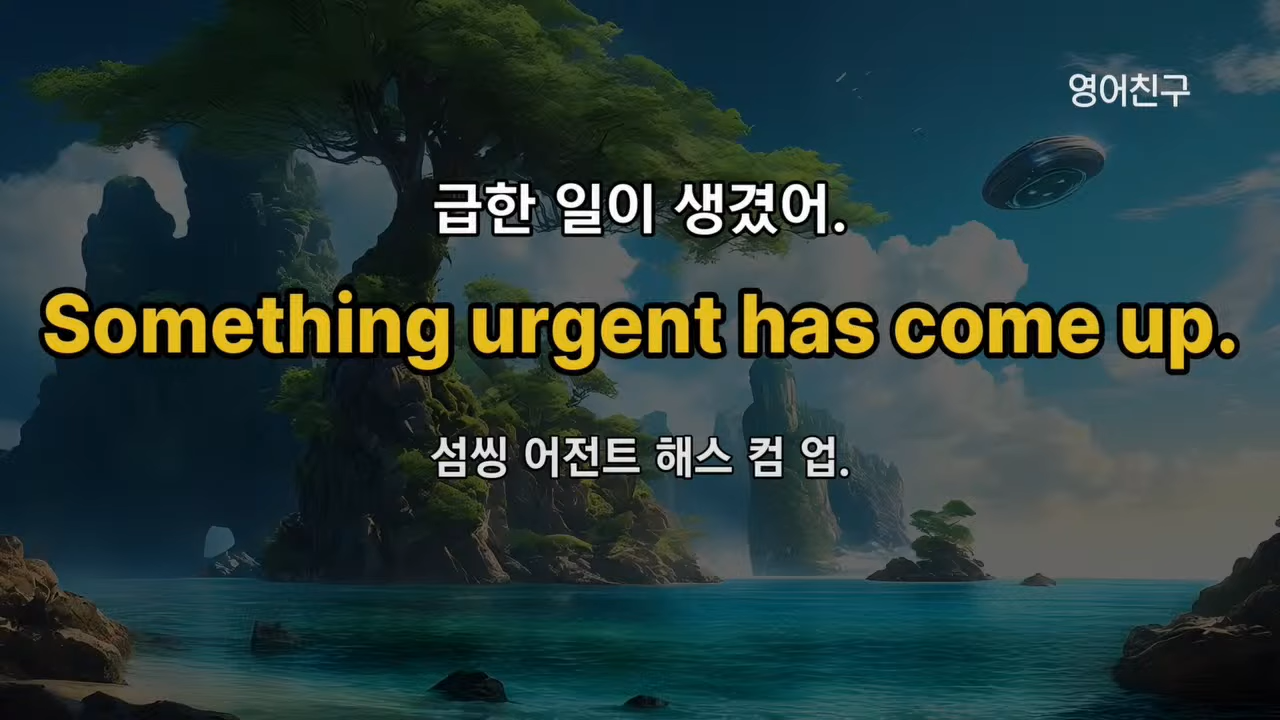 영어친구
급한 일이 생겼어.
Something urgent has come up.
섬씽 어전트 해스 컴 업.